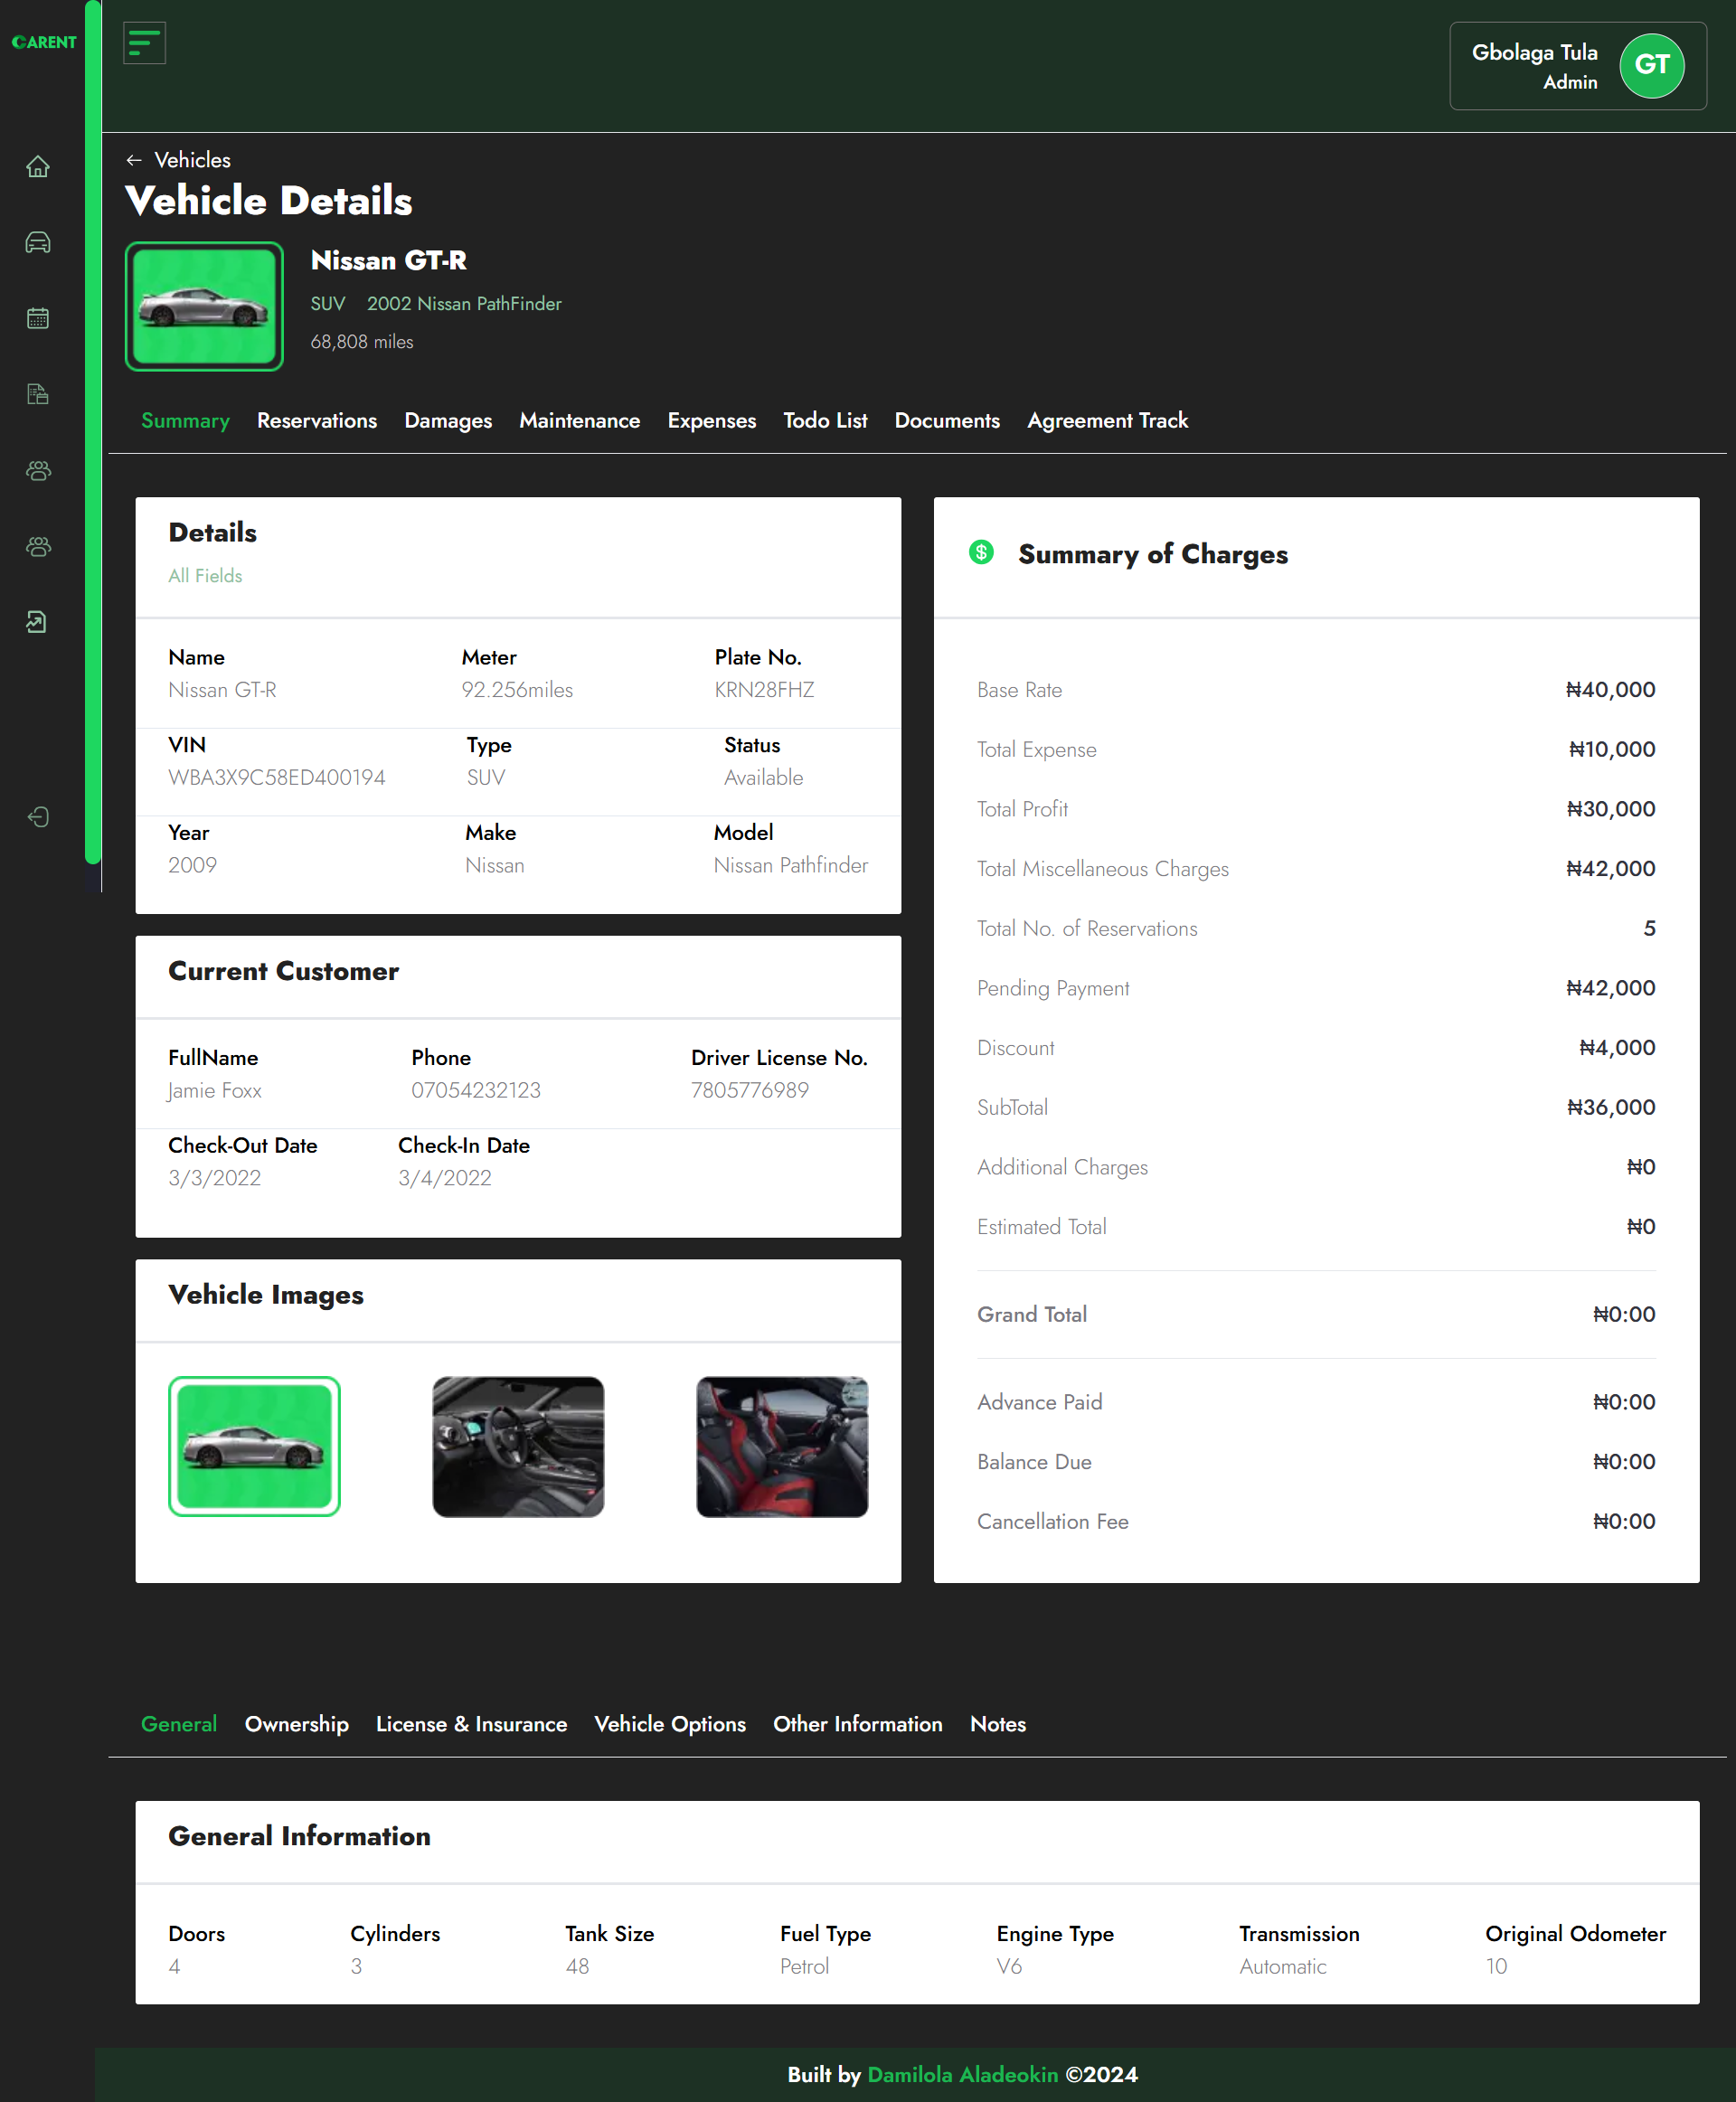 CARENT
Gbolaga Tula
Admin
GT
← Vehicles
Vehicle Details
Nissan GT-R
SUV 2002 Nissan PathFinder
68,808 miles
Summary Reservations Damages Maintenance Expenses Todo List Documents Agreement Track
Details
All Fields
Name Meter Plate No.
Nissan GT-R 92.256miles KRN28FHZ
VIN Type Status
WBA3X9C58ED400194 SUV Available
Year Make Model
2009 Nissan Nissan Pathfinder
Current Customer
FullName Phone Driver License No.
Jamie Foxx 07054232123 7805776989
Check-Out Date Check-In Date
3/3/2022 3/4/2022
Vehicle Images
$ Summary of Charges
Base Rate ₦40,000
Total Expense ₦10,000
Total Profit ₦30,000
Total Miscellaneous Charges ₦42,000
Total No. of Reservations 5
Pending Payment ₦42,000
Discount ₦4,000
SubTotal ₦36,000
Additional Charges ₦0
Estimated Total ₦0
Grand Total ₦0:00
Advance Paid ₦0:00
Balance Due ₦0:00
Cancellation Fee ₦0:00
General Ownership License & Insurance Vehicle Options Other Information Notes
General Information
Doors Cylinders Tank Size Fuel Type Engine Type Transmission Original Odometer
4 3 48 Petrol V6 Automatic 10
Built by Damilola Aladeokin ©2024